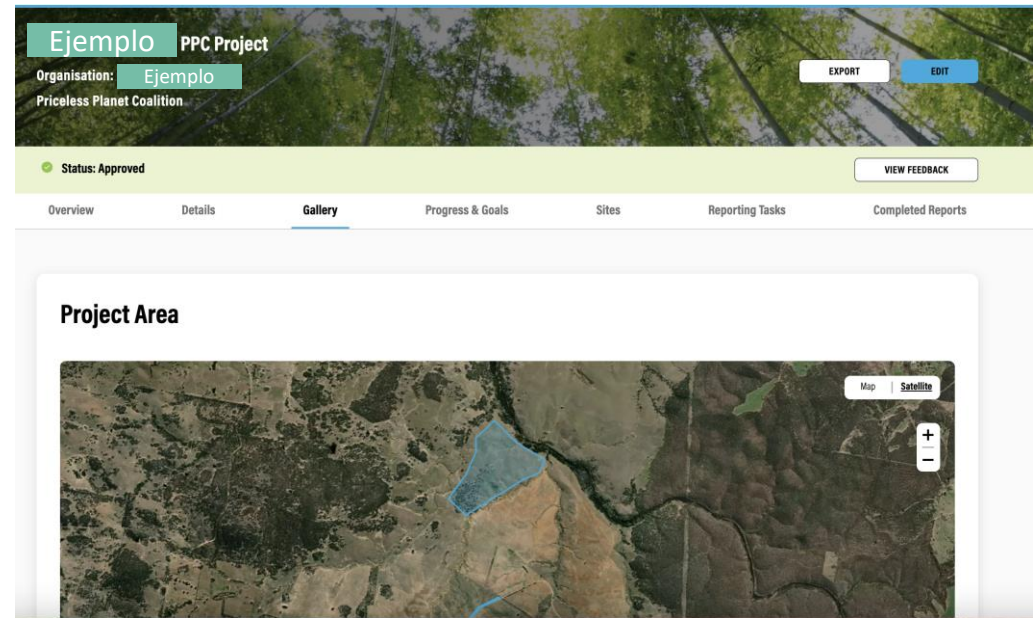 Ejemplo PPC Project
Organisation: Ejemplo
Priceless Planet Coalition
EXPORT EDIT
Status: Approved
VIEW FEEDBACK
Overview Details Gallery Progress & Goals Sites Reporting Tasks Completed Reports
Project Area
Map | Satellite
+
−